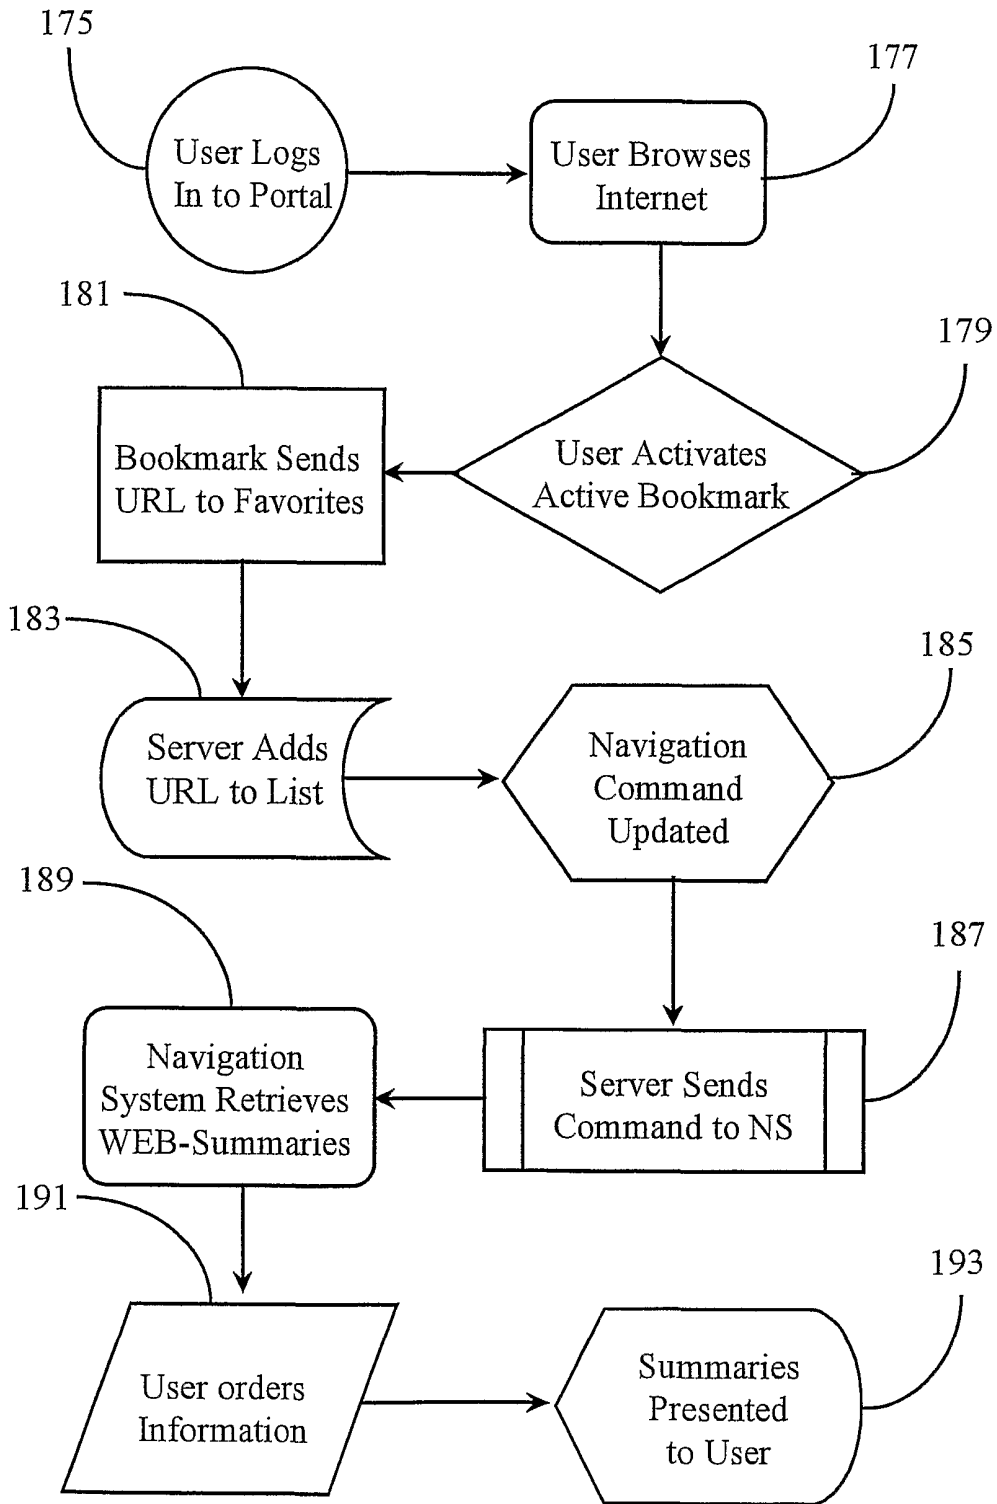 175
User Logs
In to Portal
177
User Browses
Internet
179
User Activates
Active Bookmark
181
Bookmark Sends
URL to Favorites
183
Server Adds
URL to List
185
Navigation
Command
Updated
187
Server Sends
Command to NS
189
Navigation
System Retrieves
WEB-Summaries
191
User orders
Information
193
Summaries
Presented
to User